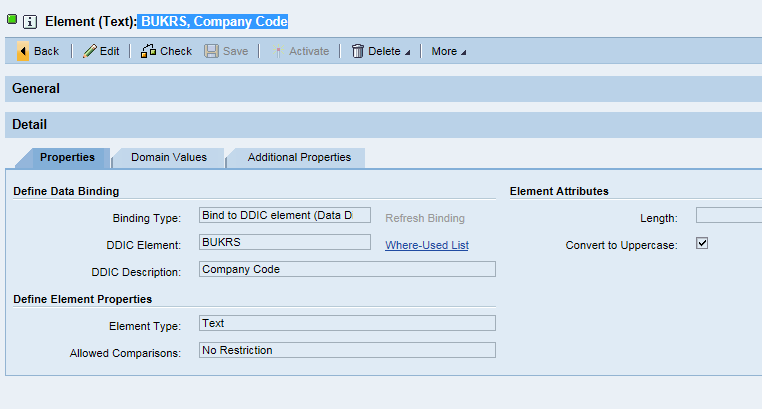 Element (Text): BUKRS, Company Code
Back Edit Check Save Activate Delete More
General
Detail
Properties Domain Values Additional Properties
Define Data Binding Element Attributes
Binding Type: Bind to DDIC element (Data D Refresh Binding Length:
DDIC Element: BUKRS Where-Used List Convert to Uppercase:
DDIC Description: Company Code
Define Element Properties
Element Type: Text
Allowed Comparisons: No Restriction